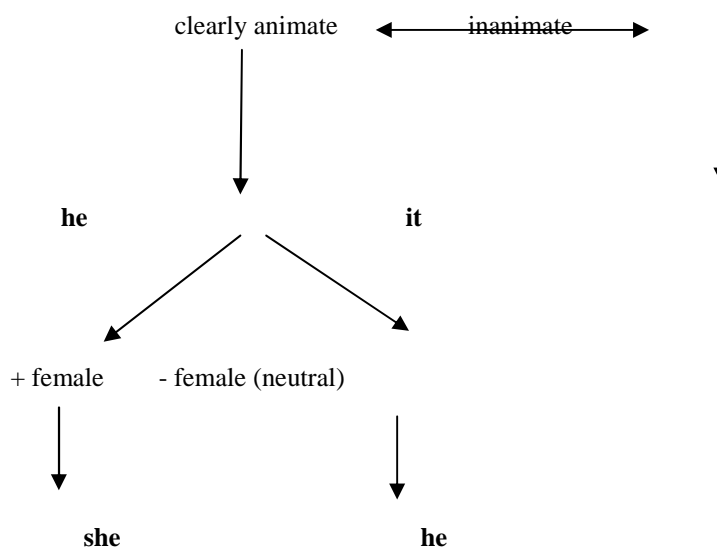 clearly animate inanimate
he it
+ female - female (neutral)
she he